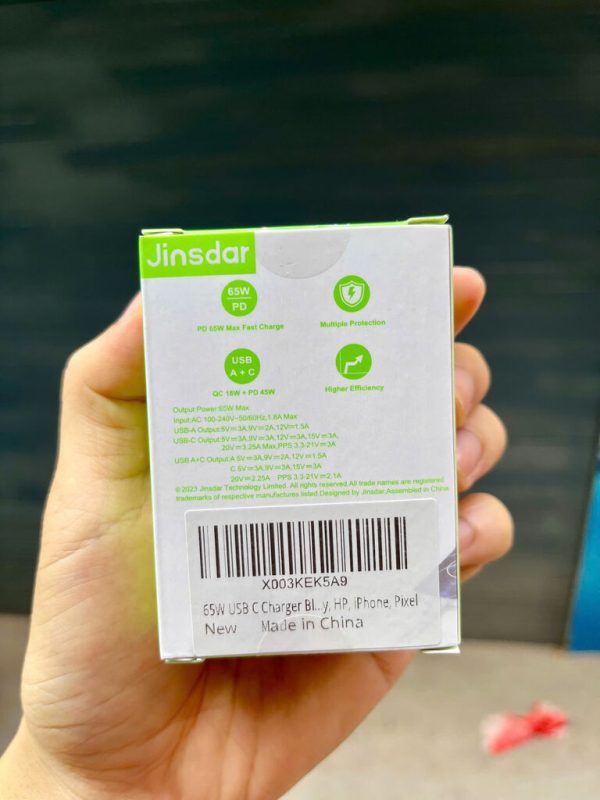 Jinsdar
65W
PD
PD 65W Max Fast Charge
Multiple Protection
USB
A + C
QC 18W + PD 45W
Higher Efficiency
Output Power:65W Max
Input:AC 100-240V~50/60Hz,1.8A Max
USB-A Output:5V⎓3A,9V⎓2A,12V⎓1.5A
USB-C Output:5V⎓3A,9V⎓3A,12V⎓3A,15V⎓3A,
20V⎓3.25A Max,PPS 3.3-21V⎓3A
USB A+C Output:A 5V⎓3A,9V⎓2A,12V⎓1.5A
C 5V⎓3A,9V⎓3A,15V⎓3A
20V⎓2.25A PPS 3.3-21V⎓2.1A
©2023 Jinsdar Technology Limited. All rights reserved.All trade names are registered
trademarks of respective manufactures listed.Designed by Jinsdar.Assembled in China
X003KEK5A9
65W USB C Charger Bl...y, HP, iPhone, Pixel
New Made in China